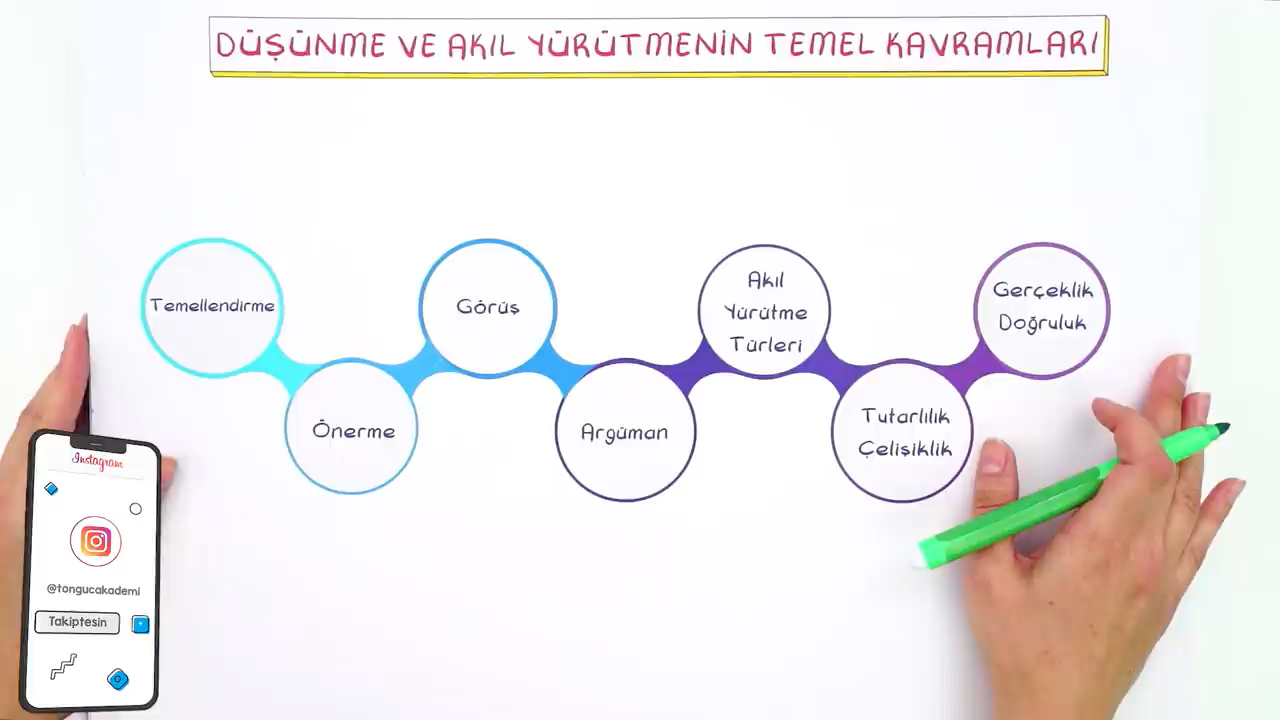 DÜŞÜNME VE AKIL YÜRÜTMENİN TEMEL KAVRAMLARI
Temellendirme
Önerme
Görüş
Argüman
Akıl
Yürütme
Türleri
Tutarlılık
Çelişiklik
Gerçeklik
Doğruluk
Instagram
@tongucakademi
Takiptesin